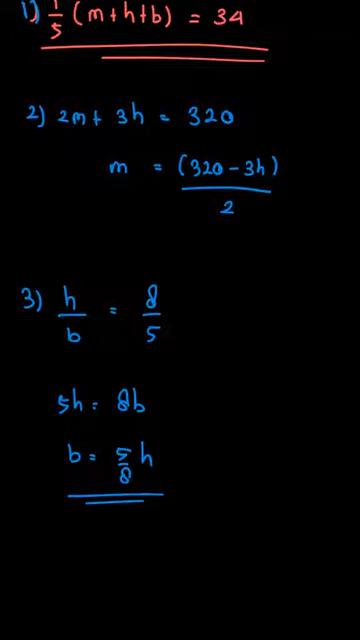 1) 1/5 (m+h+b) = 34
2) 2m + 3h = 320
m = (320 - 3h)/2
3) h/b = 8/5
5h = 8b
b = 5/8 h